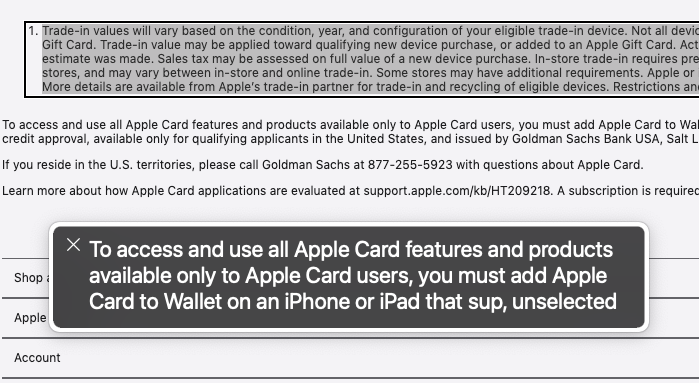 1. Trade-in values will vary based on the condition, year, and configuration of your eligible trade-in device. Not all devic
Gift Card. Trade-in value may be applied toward qualifying new device purchase, or added to an Apple Gift Card. Act
estimate was made. Sales tax may be assessed on full value of a new device purchase. In-store trade-in requires pre
stores, and may vary between in-store and online trade-in. Some stores may have additional requirements. Apple or
More details are available from Apple's trade-in partner for trade-in and recycling of eligible devices. Restrictions an
To access and use all Apple Card features and products available only to Apple Card users, you must add Apple Card to Wal
credit approval, available only for qualifying applicants in the United States, and issued by Goldman Sachs Bank USA, Salt L
If you reside in the U.S. territories, please call Goldman Sachs at 877-255-5923 with questions about Apple Card.
Learn more about how Apple Card applications are evaluated at support.apple.com/kb/HT209218. A subscription is required
To access and use all Apple Card features and products
available only to Apple Card users, you must add Apple
Card to Wallet on an iPhone or iPad that sup, unselected
Shop a
Apple
Account